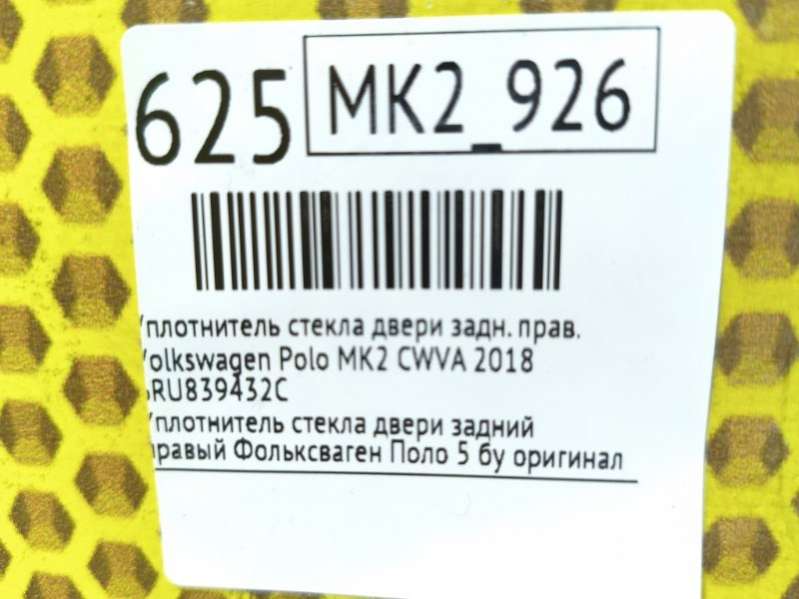 625 MK2_926
Уплотнитель стекла двери задн. прав.
Volkswagen Polo MK2 CWVA 2018
6RU839432C
Уплотнитель стекла двери задний
правый Фольксваген Поло 5 бу оригинал